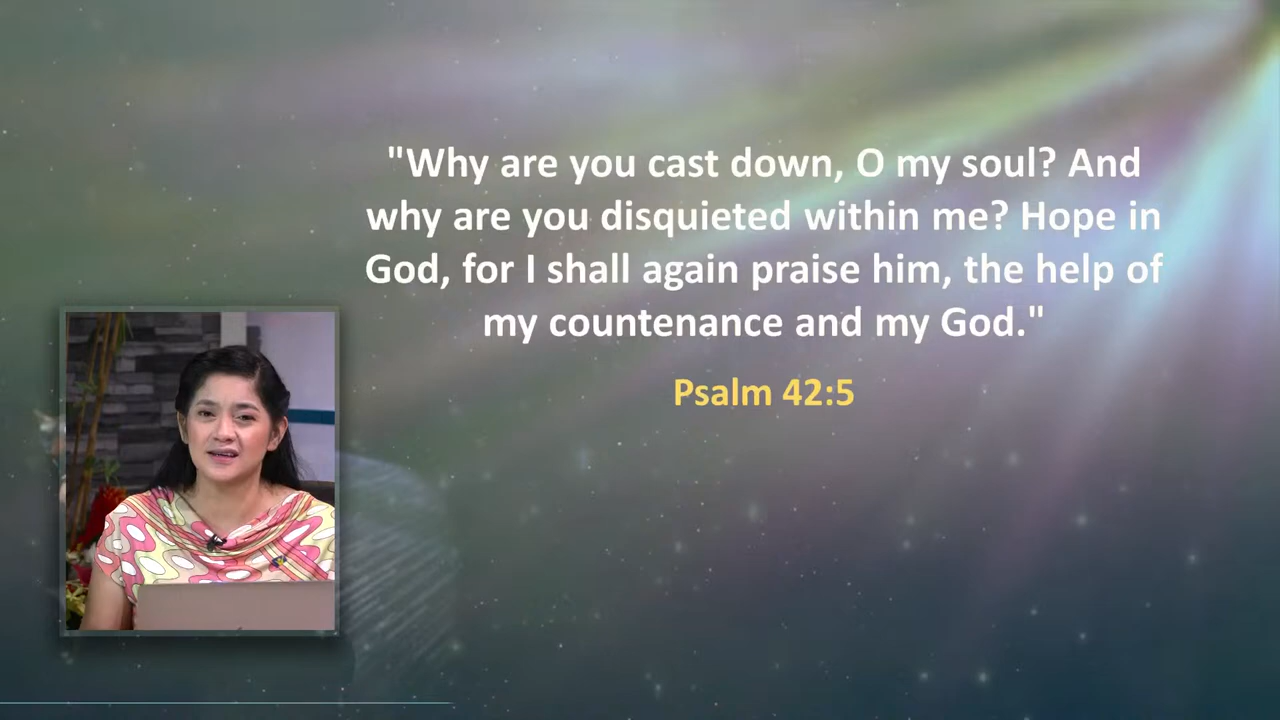 "Why are you cast down, O my soul? And
why are you disquieted within me? Hope in
God, for I shall again praise him, the help of
my countenance and my God."
Psalm 42:5